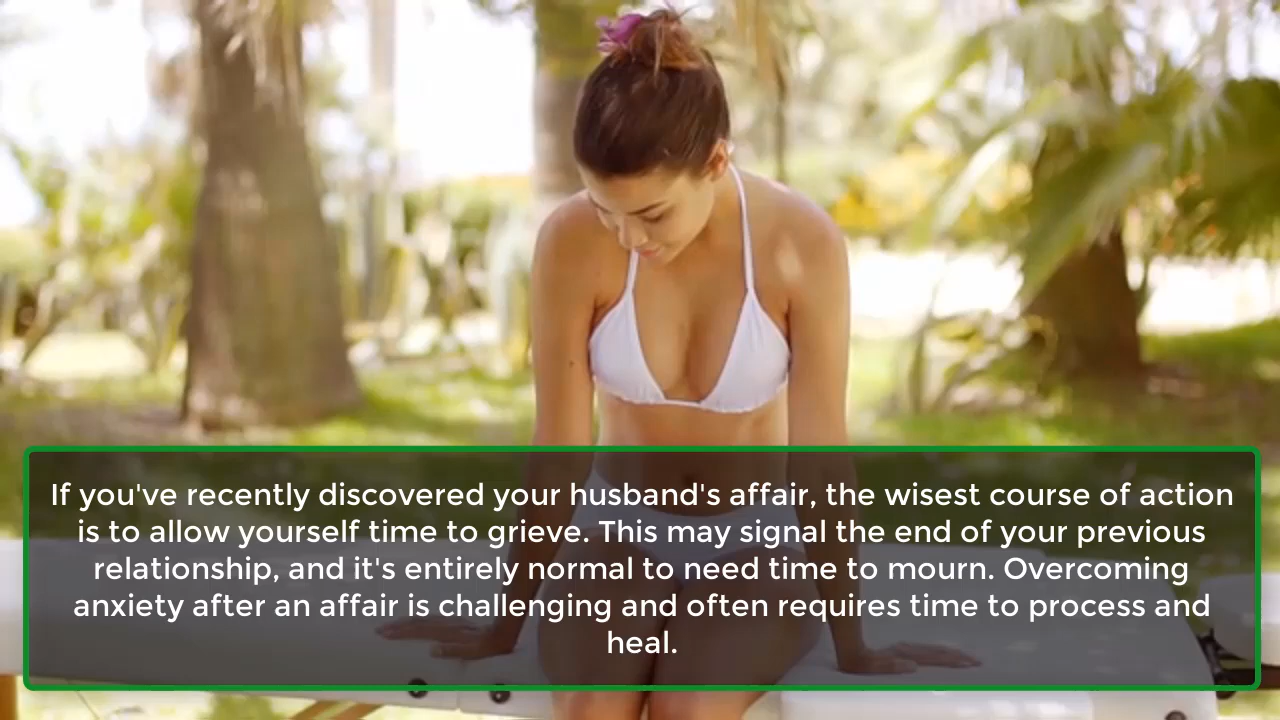 If you've recently discovered your husband's affair, the wisest course of action
is to allow yourself time to grieve. This may signal the end of your previous
relationship, and it's entirely normal to need time to mourn. Overcoming
anxiety after an affair is challenging and often requires time to process and
heal.